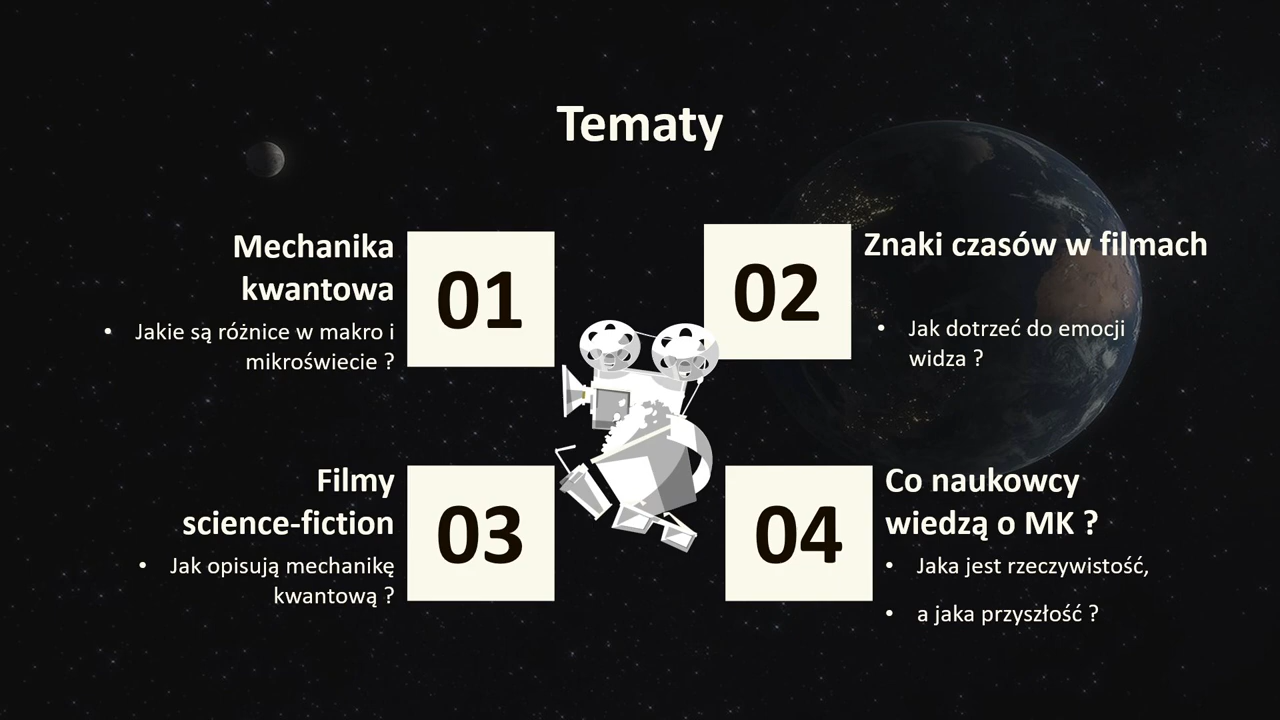 Tematy
Mechanika
kwantowa
01
• Jakie są różnice w makro i
mikroświecie ?
02
Znaki czasów w filmach
• Jak dotrzeć do emocji
widza ?
Filmy
science-fiction
03
• Jak opisują mechanikę
kwantową ?
04
Co naukowcy
wiedzą o MK ?
• Jaka jest rzeczywistość,
• a jaka przyszłość ?